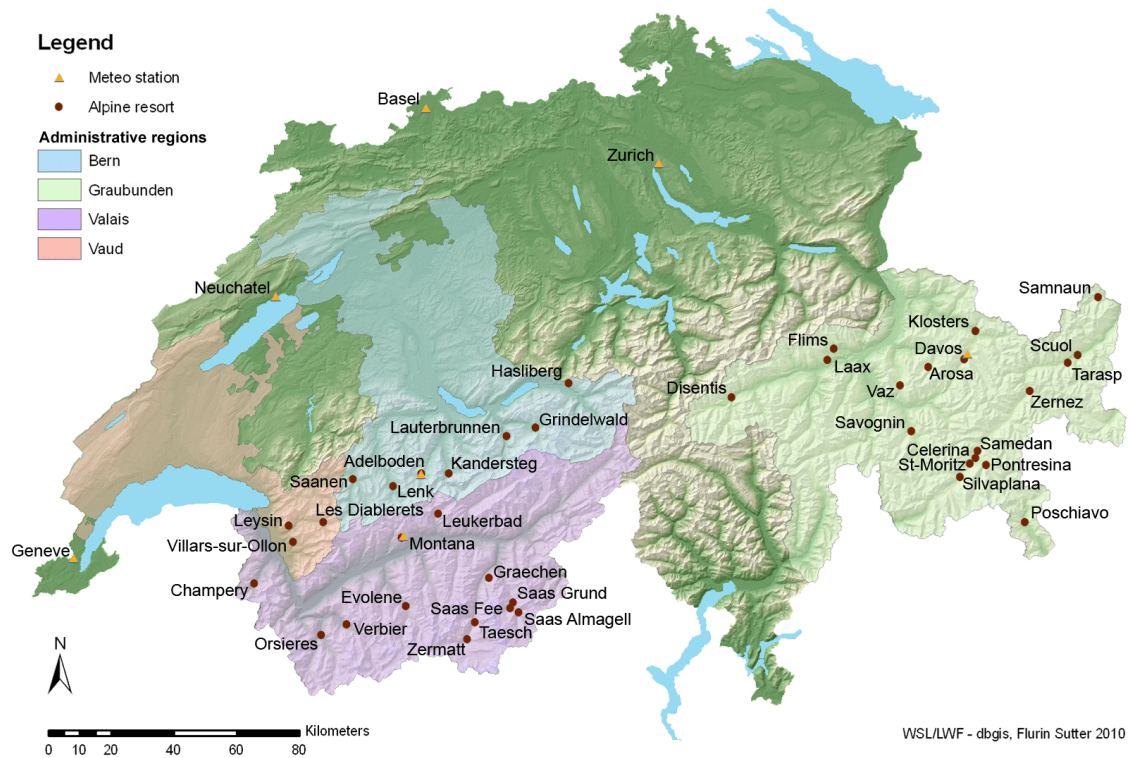 Legend
Meteo station
Alpine resort
Administrative regions
Bern
Graubunden
Valais
Vaud
Basel
Zurich
Neuchatel
Samnaun
Klosters
Flims
Davos
Scuol
Laax
Arosa
Tarasp
Hasliberg
Disentis
Vaz
Zernez
Lauterbrunnen
Grindelwald
Savognin
Adelboden
Kandersteg
Celerina
Samedan
St-Moritz
Pontresina
Saanen
Lenk
Silvaplana
Les Diablerets
Leysin
Leukerbad
Poschiavo
Villars-sur-Ollon
Montana
Geneve
Champery
Graechen
Evolene
Saas Grund
Saas Fee
Saas Almagell
Verbier
Taesch
Orsieres
Zermatt
N
Kilometers
0 10 20 40 60 80
WSL/LWF - dbgis, Flurin Sutter 2010